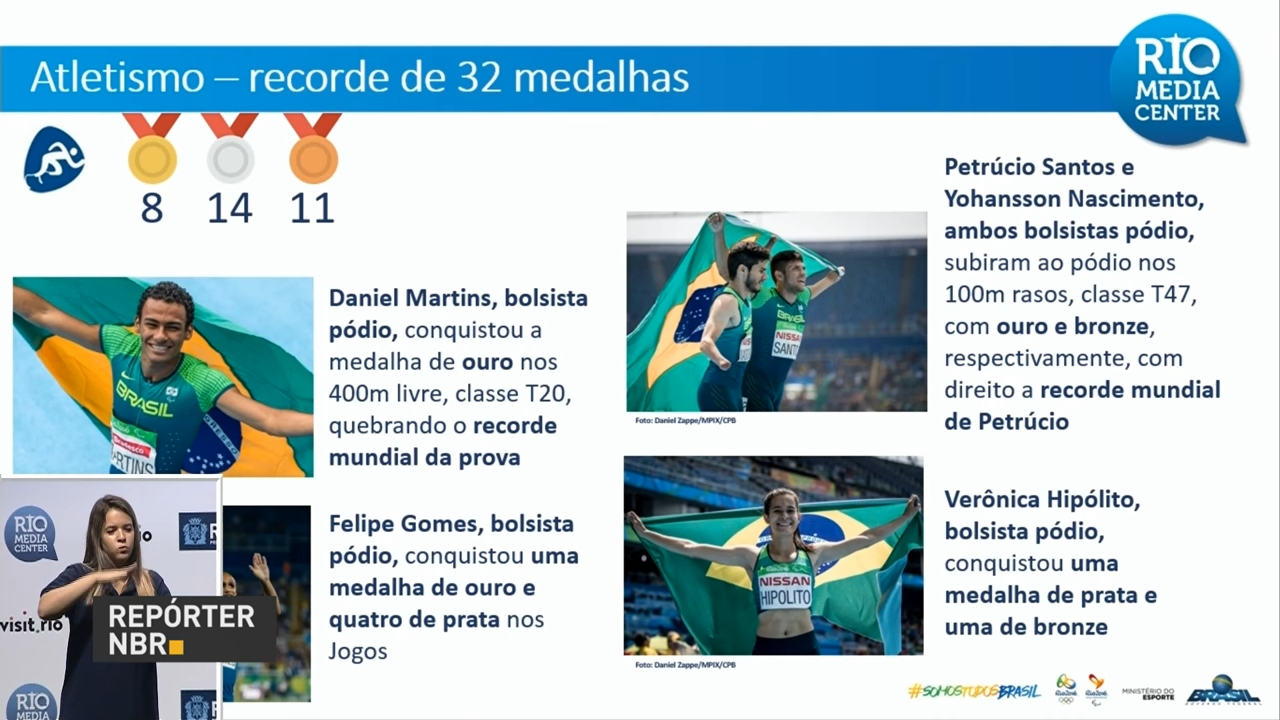 Atletismo – recorde de 32 medalhas
RIO
MEDIA
CENTER
8 14 11
Daniel Martins, bolsista
pódio, conquistou a
medalha de ouro nos
400m livre, classe T20,
quebrando o recorde
mundial da prova
BRASIL
MARTINS
Felipe Gomes, bolsista
pódio, conquistou uma
medalha de ouro e
quatro de prata nos
Jogos
Petrúcio Santos e
Yohansson Nascimento,
ambos bolsistas pódio,
subiram ao pódio nos
100m rasos, classe T47,
com ouro e bronze,
respectivamente, com
direito a recorde mundial
de Petrúcio
NISSAN
SANT
Foto: Daniel Zappe/MPIX/CPB
Verônica Hipólito,
bolsista pódio,
conquistou uma
medalha de prata e
uma de bronze
NISSAN
HIPOLITO
Foto: Daniel Zappe/MPIX/CPB
RIO
MEDIA
CENTER
visit.rio
REPÓRTER
NBR
RIO
MEDIA
#SOMOSTODOSBRASIL
MINISTÉRIO DO
ESPORTE
BRASIL
GOVERNO FEDERAL